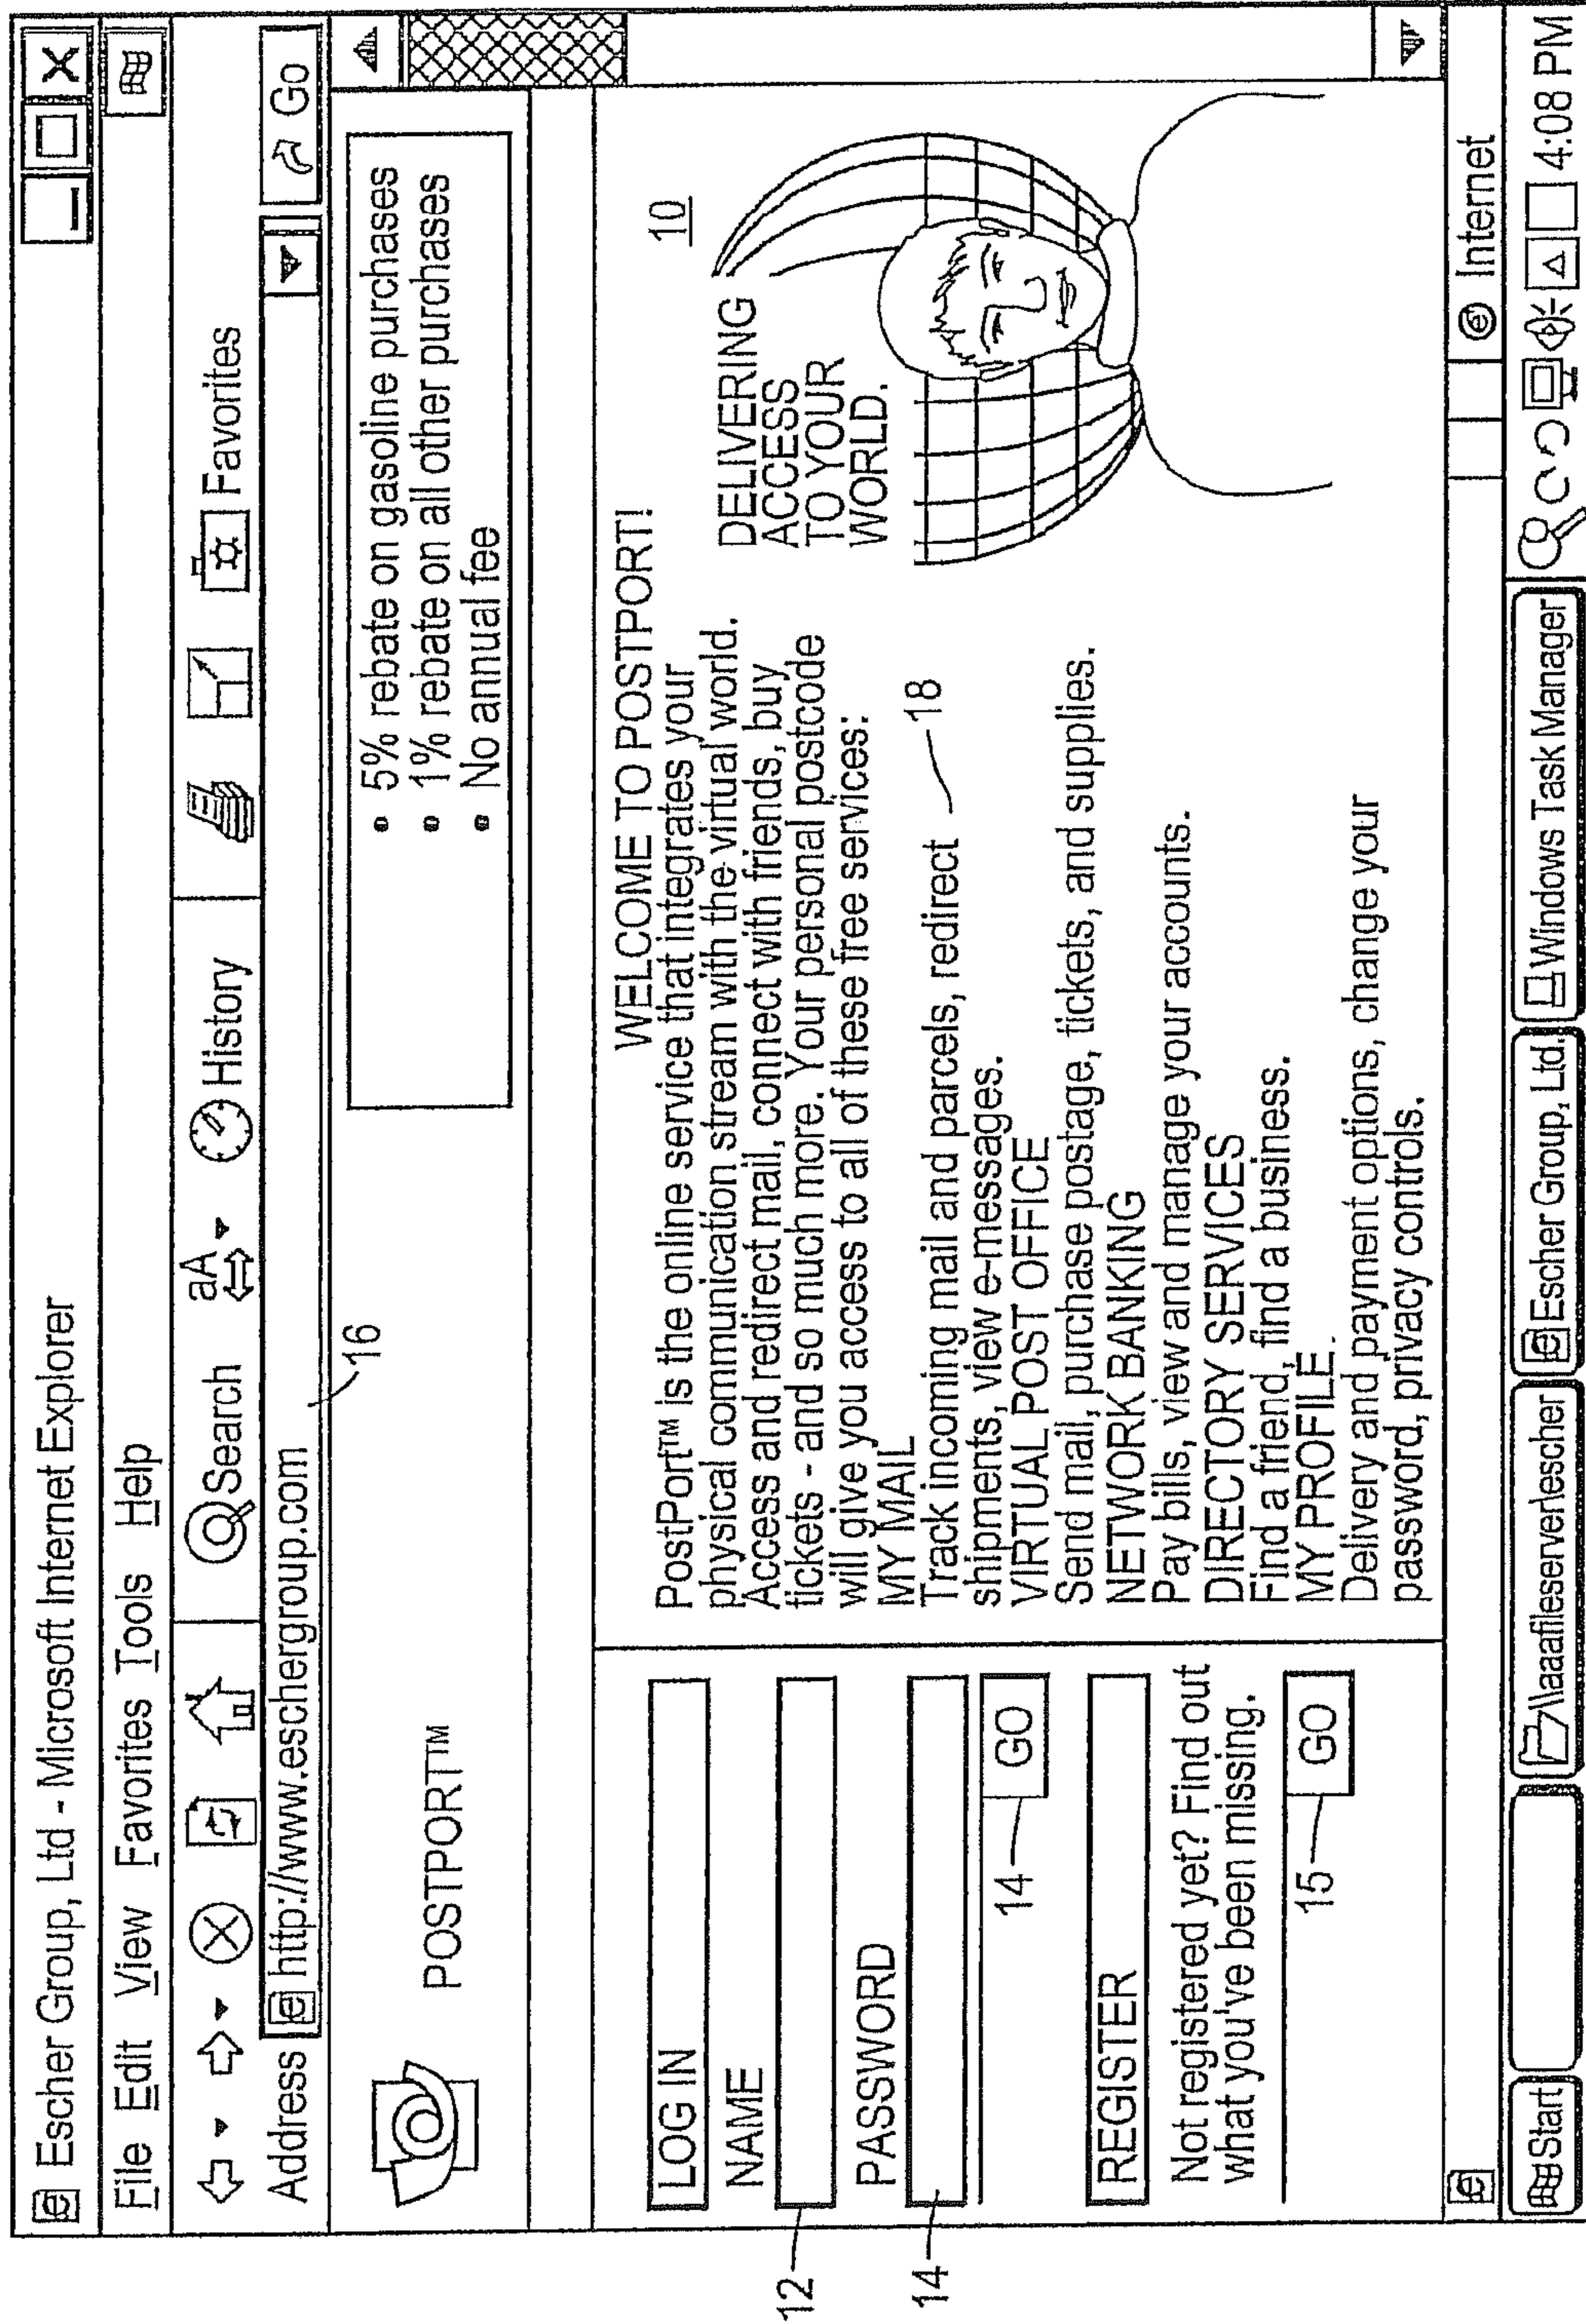 Escher Group, Ltd - Microsoft Internet Explorer
File Edit View Favorites Tools Help
Search aA History Favorites
Address http://www.eschergroup.com Go
16
POSTPORT™
• 5% rebate on gasoline purchases
• 1% rebate on all other purchases
• No annual fee
LOG IN
NAME
12
PASSWORD
14
14 GO
REGISTER
Not registered yet? Find out
what you've been missing.
15 GO
WELCOME TO POSTPORT!
PostPort™ is the online service that integrates your
physical communication stream with the virtual world.
Access and redirect mail, connect with friends, buy
tickets - and so much more. Your personal postcode
will give you access to all of these free services:
MY MAIL
Track incoming mail and parcels, redirect 18
shipments, view e-messages.
VIRTUAL POST OFFICE
Send mail, purchase postage, tickets, and supplies.
NETWORK BANKING
Pay bills, view and manage your accounts.
DIRECTORY SERVICES
Find a friend, find a business.
MY PROFILE.
Delivery and payment options, change your
password, privacy controls.
10
DELIVERING
ACCESS
TO YOUR
WORLD.
Internet
Start \\aaafileserverlescher Escher Group, Ltd. Windows Task Manager 4:08 PM